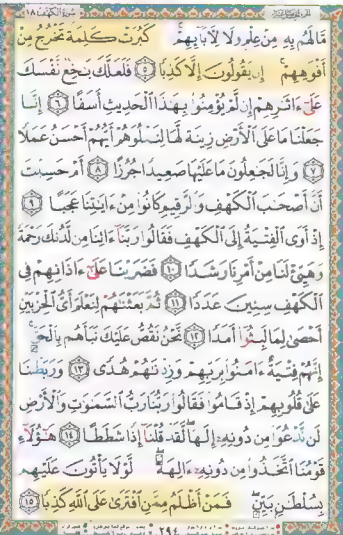 سورة الكهف ١٨
مَّا لَهُم بِهِۦ مِنْ عِلْمٍ وَلَا لِـَٔابَآئِهِمْ ۚ كَبُرَتْ كَلِمَةً تَخْرُجُ مِنْ
أَفْوَٰهِهِمْ ۚ إِن يَقُولُونَ إِلَّا كَذِبًا ٥ فَلَعَلَّكَ بَٰخِعٌ نَّفْسَكَ
عَلَىٰٓ ءَاثَٰرِهِمْ إِن لَّمْ يُؤْمِنُوا۟ بِهَٰذَا ٱلْحَدِيثِ أَسَفًا ٦ إِنَّا
جَعَلْنَا مَا عَلَى ٱلْأَرْضِ زِينَةً لَّهَا لِنَبْلُوَهُمْ أَيُّهُمْ أَحْسَنُ عَمَلًا
٧ وَإِنَّا لَجَٰعِلُونَ مَا عَلَيْهَا صَعِيدًا جُرُزًا ٨ أَمْ حَسِبْتَ
أَنَّ أَصْحَٰبَ ٱلْكَهْفِ وَٱلرَّقِيمِ كَانُوا۟ مِنْ ءَايَٰتِنَا عَجَبًا ٩
إِذْ أَوَى ٱلْفِتْيَةُ إِلَى ٱلْكَهْفِ فَقَالُوا۟ رَبَّنَآ ءَاتِنَا مِن لَّدُنكَ رَحْمَةً
وَهَيِّئْ لَنَا مِنْ أَمْرِنَا رَشَدًا ١٠ فَضَرَبْنَا عَلَىٰٓ ءَاذَانِهِمْ فِى
ٱلْكَهْفِ سِنِينَ عَدَدًا ١١ ثُمَّ بَعَثْنَٰهُمْ لِنَعْلَمَ أَىُّ ٱلْحِزْبَيْنِ
أَحْصَىٰ لِمَا لَبِثُوٓا۟ أَمَدًا ١٢ نَّحْنُ نَقُصُّ عَلَيْكَ نَبَأَهُم بِٱلْحَقِّ ۚ
إِنَّهُمْ فِتْيَةٌ ءَامَنُوا۟ بِرَبِّهِمْ وَزِدْنَٰهُمْ هُدًى ١٣ وَرَبَطْنَا
عَلَىٰ قُلُوبِهِمْ إِذْ قَامُوا۟ فَقَالُوا۟ رَبُّنَا رَبُّ ٱلسَّمَٰوَٰتِ وَٱلْأَرْضِ
لَن نَّدْعُوَا۟ مِن دُونِهِۦٓ إِلَٰهًا ۖ لَّقَدْ قُلْنَآ إِذًا شَطَطًا ١٤ هَٰٓؤُلَآءِ
قَوْمُنَا ٱتَّخَذُوا۟ مِن دُونِهِۦٓ ءَالِهَةً ۖ لَّوْلَا يَأْتُونَ عَلَيْهِم
بِسُلْطَٰنٍۭ بَيِّنٍ ۖ فَمَنْ أَظْلَمُ مِمَّنِ ٱفْتَرَىٰ عَلَى ٱللَّهِ كَذِبًا ١٥
٢٩٤